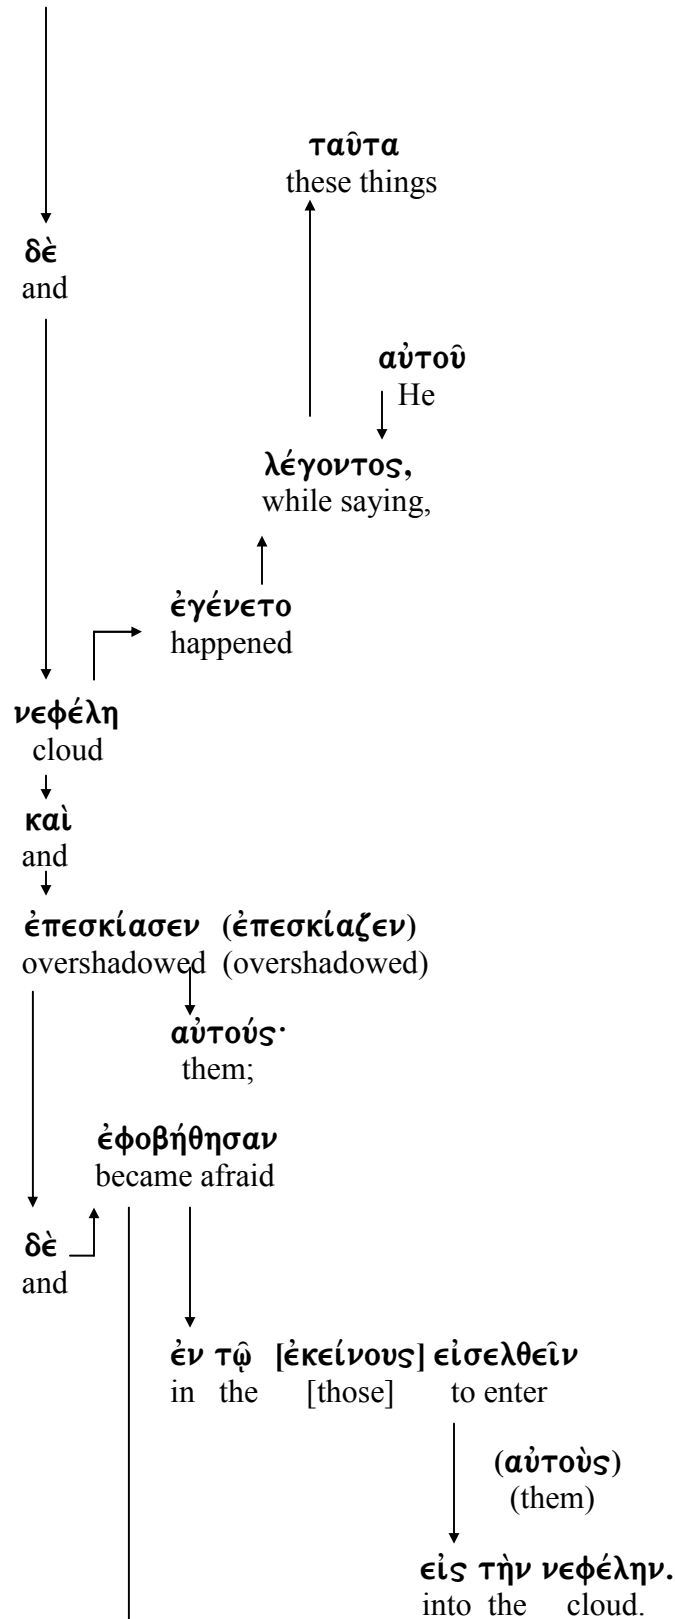 ταῦτα
these things
δὲ
and
αὐτοῦ
He
λέγοντος,
while saying,
ἐγένετο
happened
νεφέλη
cloud
καὶ
and
ἐπεσκίασεν (ἐπεσκίαζεν)
overshadowed (overshadowed)
αὐτούς·
them;
ἐφοβήθησαν
became afraid
δὲ
and
ἐν τῷ [ἐκείνους] εἰσελθεῖν
in the [those] to enter
(αὐτοὺς)
(them)
εἰς τὴν νεφέλην.
into the cloud.